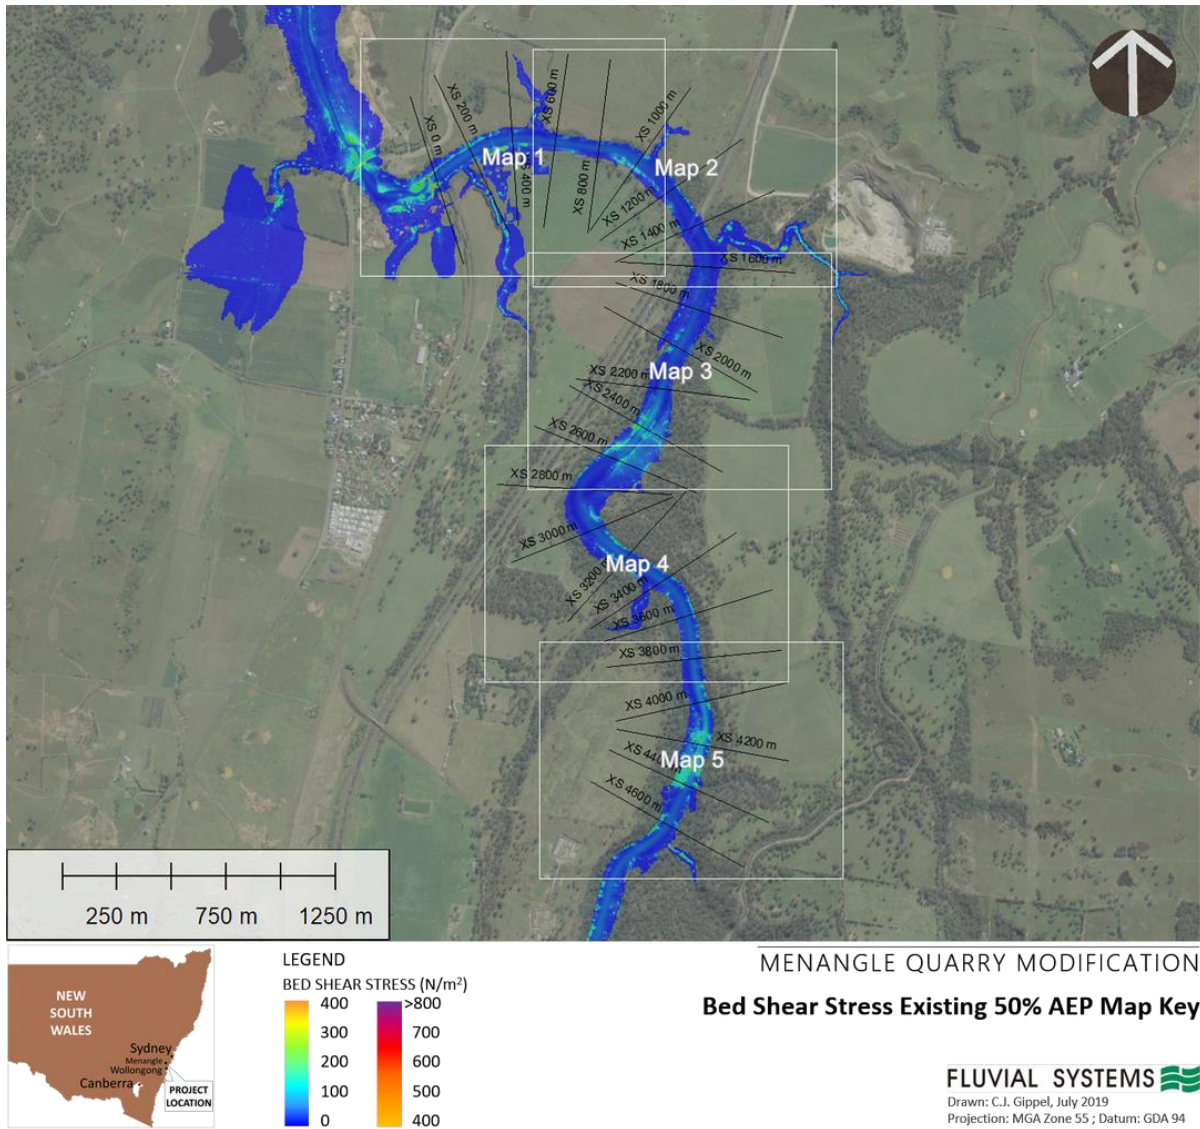 XS 0 m
XS 200 m
Map 1
400 m
XS 600 m
XS 800 m
XS 1000 m
Map 2
XS 1200 m
XS 1400 m
XS 1600 m
XS 1800 m
XS 2000 m
XS 2200 m
Map 3
XS 2400 m
XS 2600 m
XS 2800 m
XS 3000 m
Map 4
XS 3200
XS 3400 m
XS 3600 m
XS 3800 m
XS 4000 m
XS 4200 m
XS 440
Map 5
XS 4600 m
250 m 750 m 1250 m
NEW
SOUTH
WALES
Sydney
Menangle
Wollongong
Canberra
PROJECT
LOCATION
LEGEND
BED SHEAR STRESS (N/m²)
400 >800
300 700
200 600
100 500
0 400
MENANGLE QUARRY MODIFICATION
Bed Shear Stress Existing 50% AEP Map Key
FLUVIAL SYSTEMS
Drawn: C.J. Gippel, July 2019
Projection: MGA Zone 55 ; Datum: GDA 94